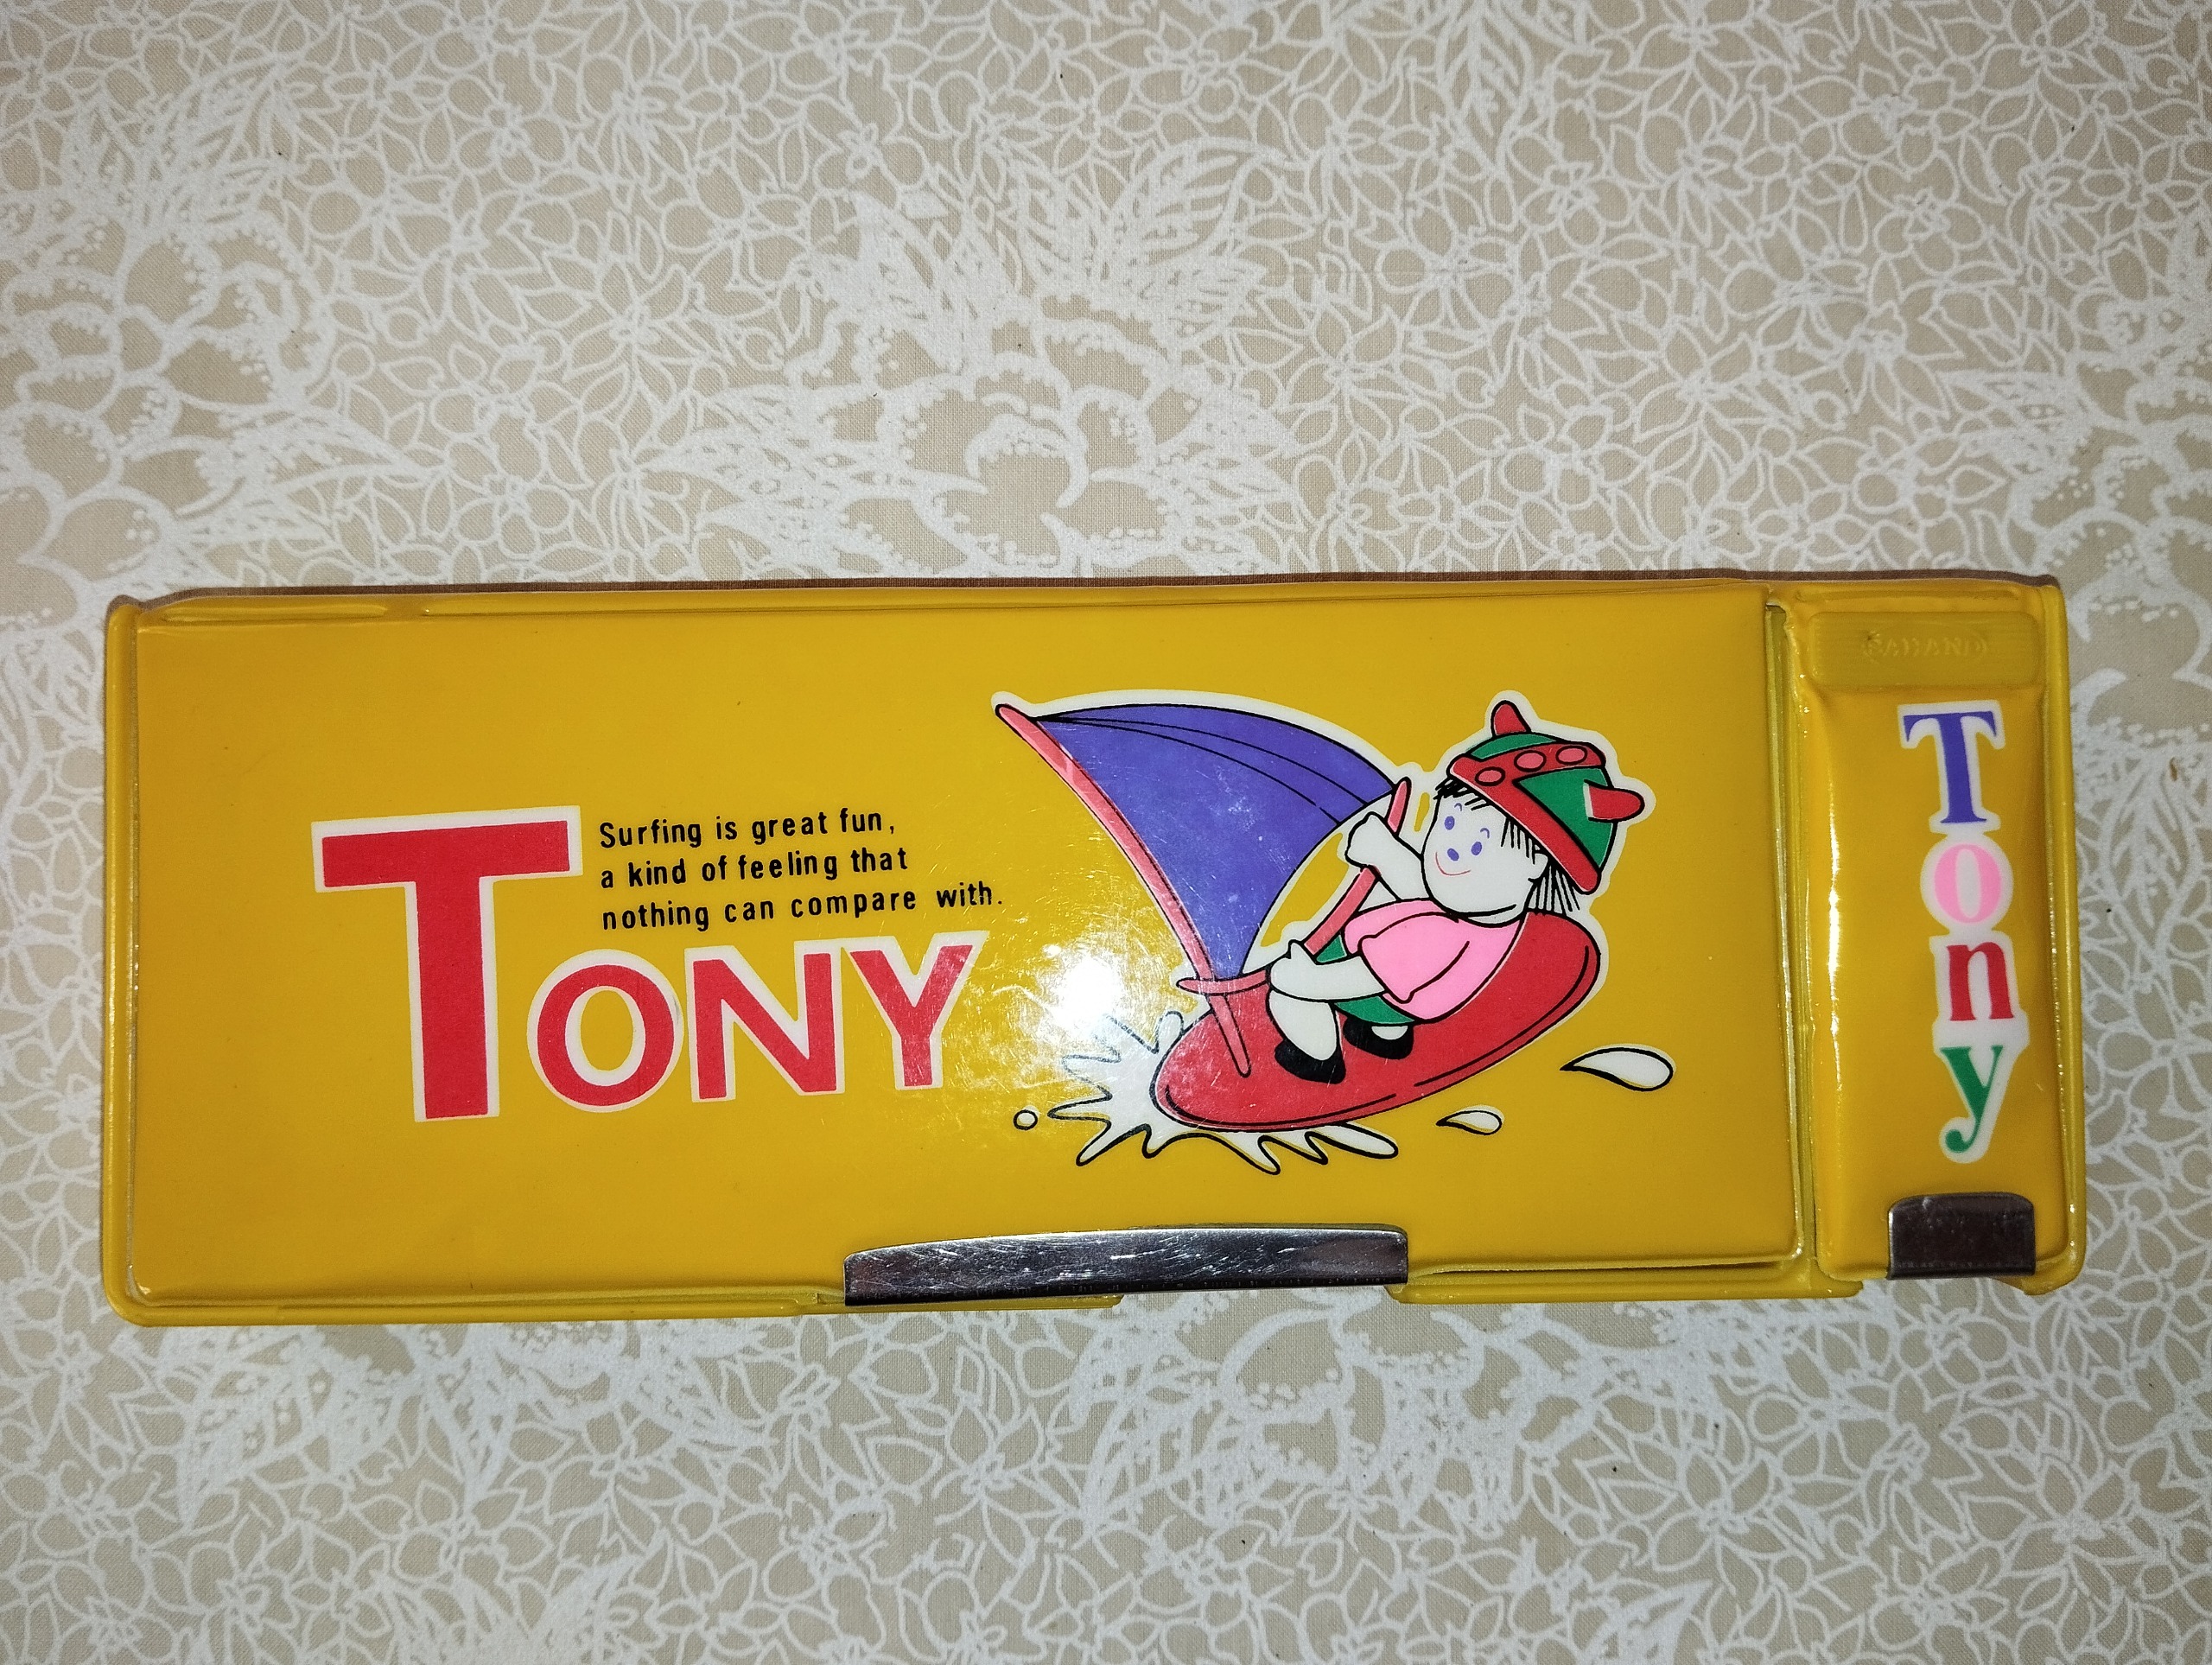 Surfing is great fun,
a kind of feeling that
nothing can compare with.
TONY
Tony